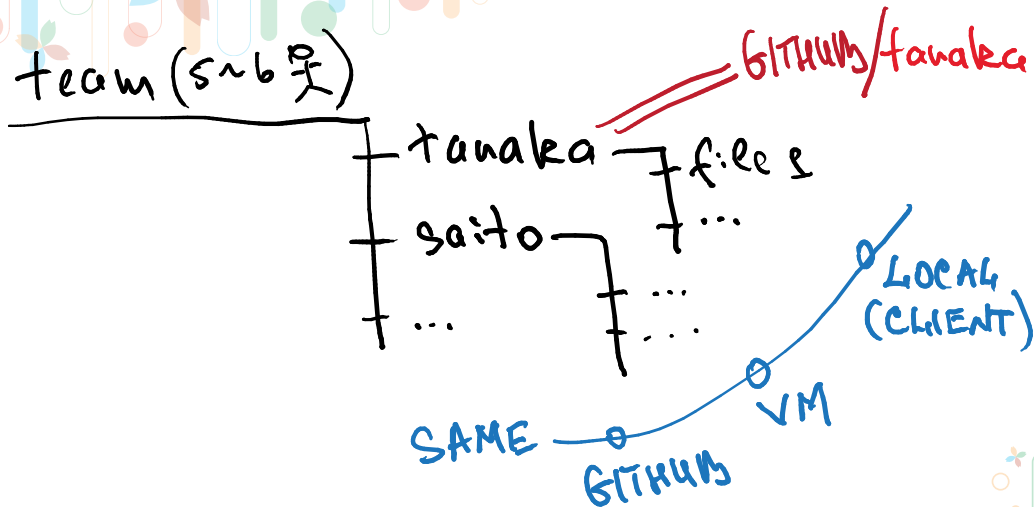 team (5~6)
GITHUB/tanaka
tanaka
files
...
saito
...
...
...
LOCAL
(CLIENT)
VM
SAME
GITHUB